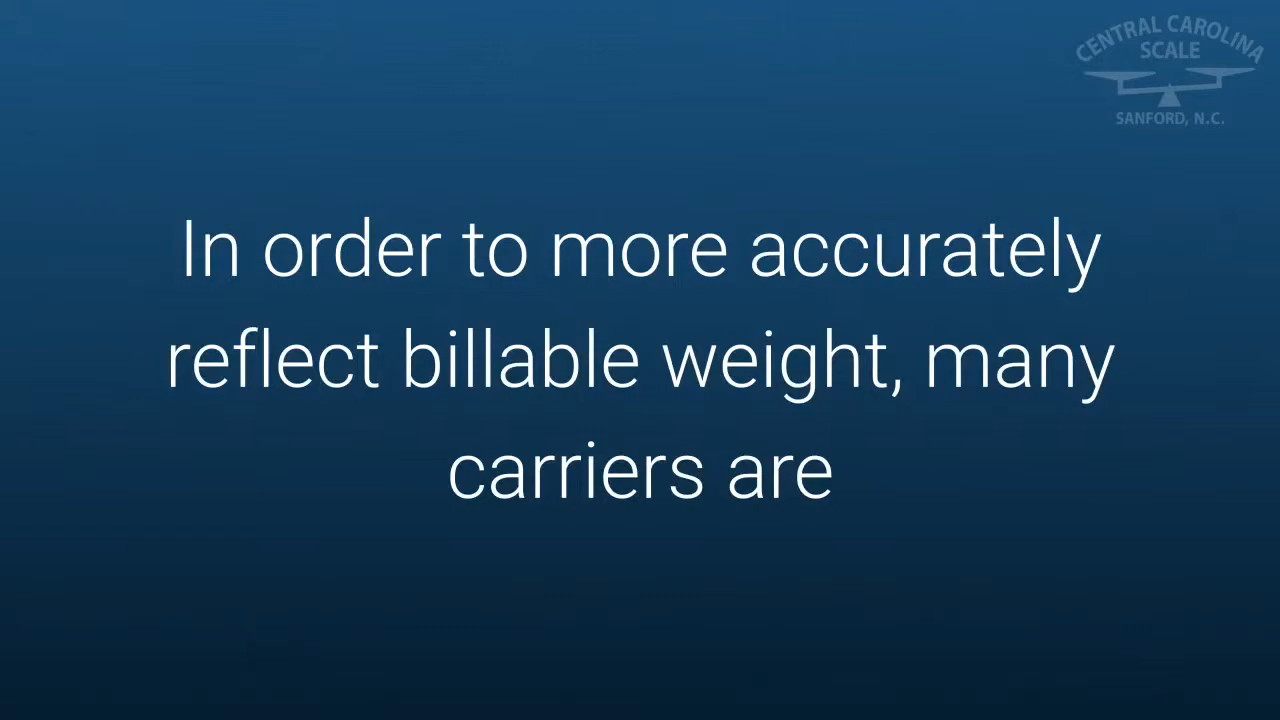 CENTRAL CAROLINA
SCALE
SANFORD, N.C.
In order to more accurately
reflect billable weight, many
carriers are